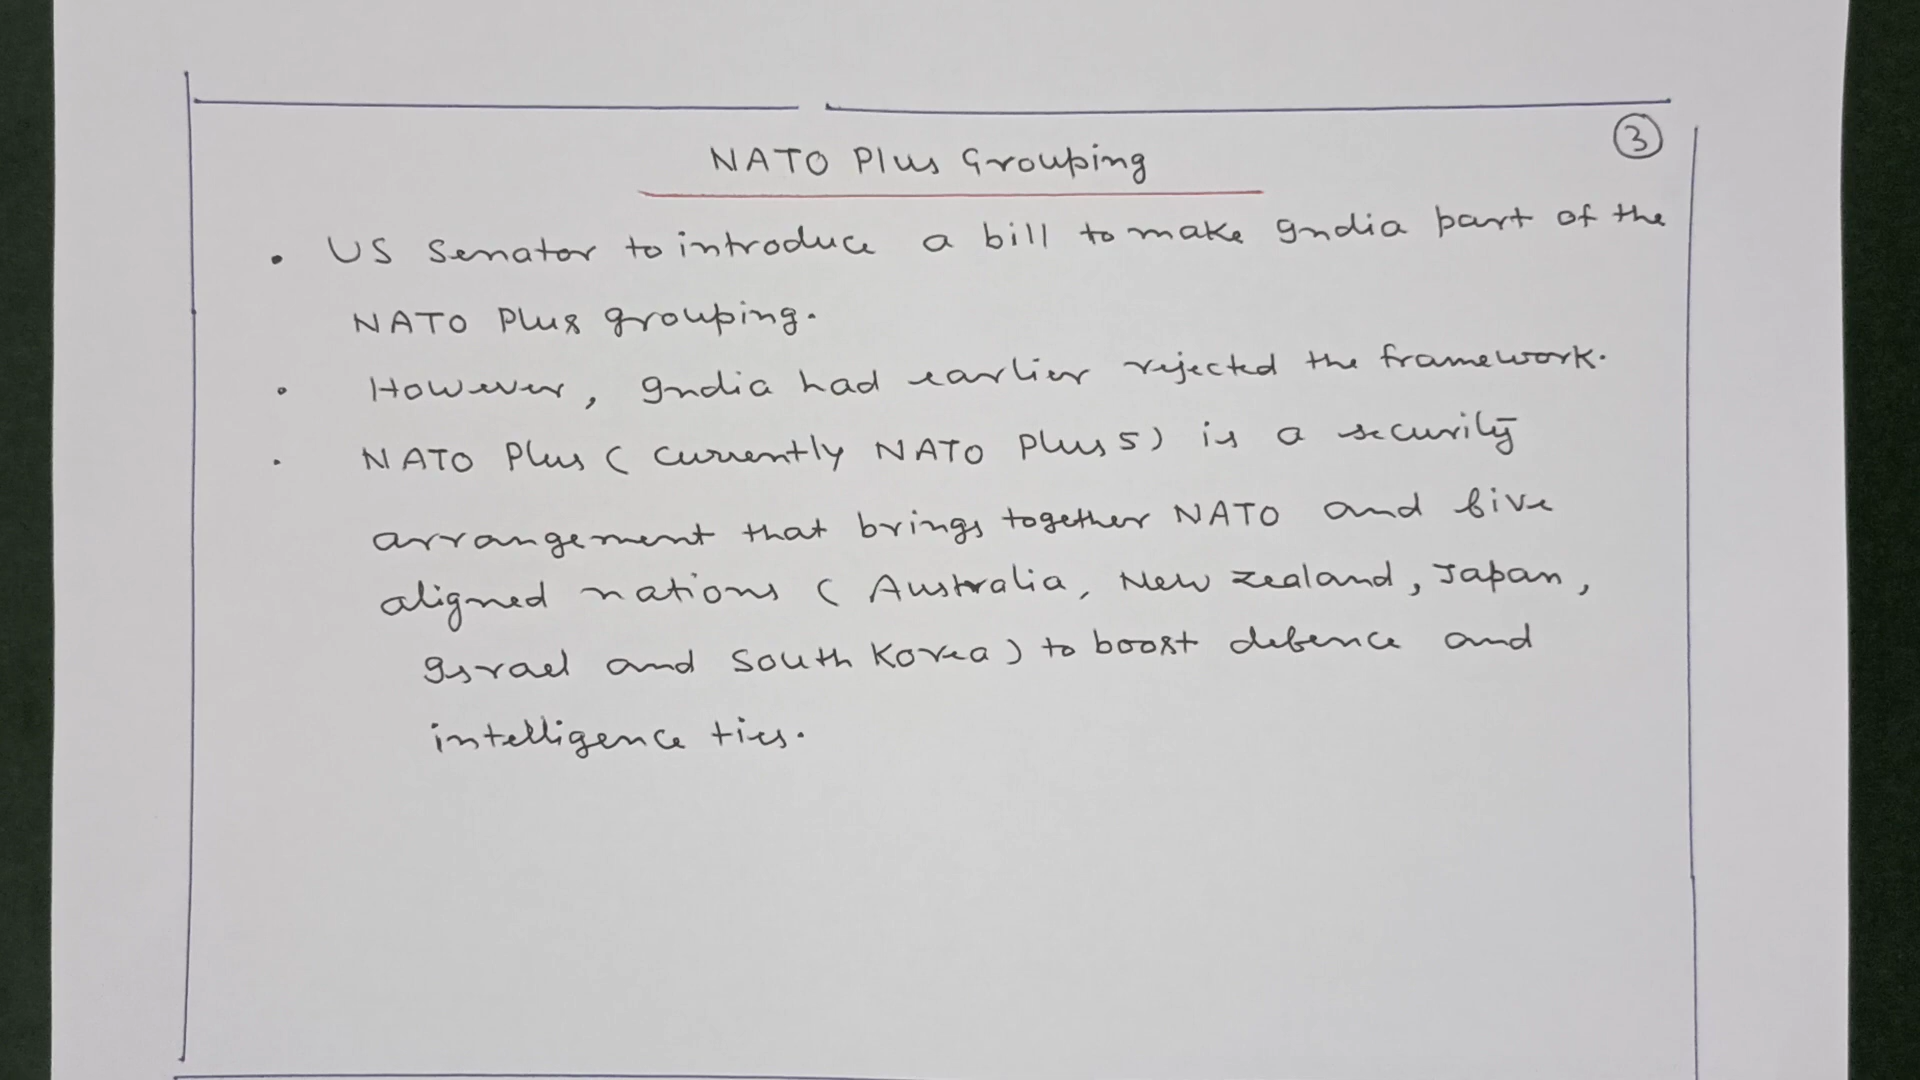 3
NATO Plus Grouping
• US Senator to introduce a bill to make India part of the
NATO Plus grouping.
• However, India had earlier rejected the framework.
• NATO Plus (currently NATO Plus 5) is a security
arrangement that brings together NATO and five
aligned nations (Australia, New Zealand, Japan,
Israel and South Korea) to boost defence and
intelligence ties.